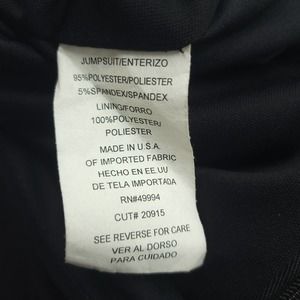 JUMPSUIT/ENTERIZO
95%POLYESTER/POLIESTER
5%SPANDEX/SPANDEX
LINING/FORRO
100%POLYESTER/
POLIESTER
MADE IN U.S.A.
OF IMPORTED FABRIC
HECHO EN EE.UU
DE TELA IMPORTADA
RN#49994
CUT# 20915
SEE REVERSE FOR CARE
VER AL DORSO
PARA CUIDADO